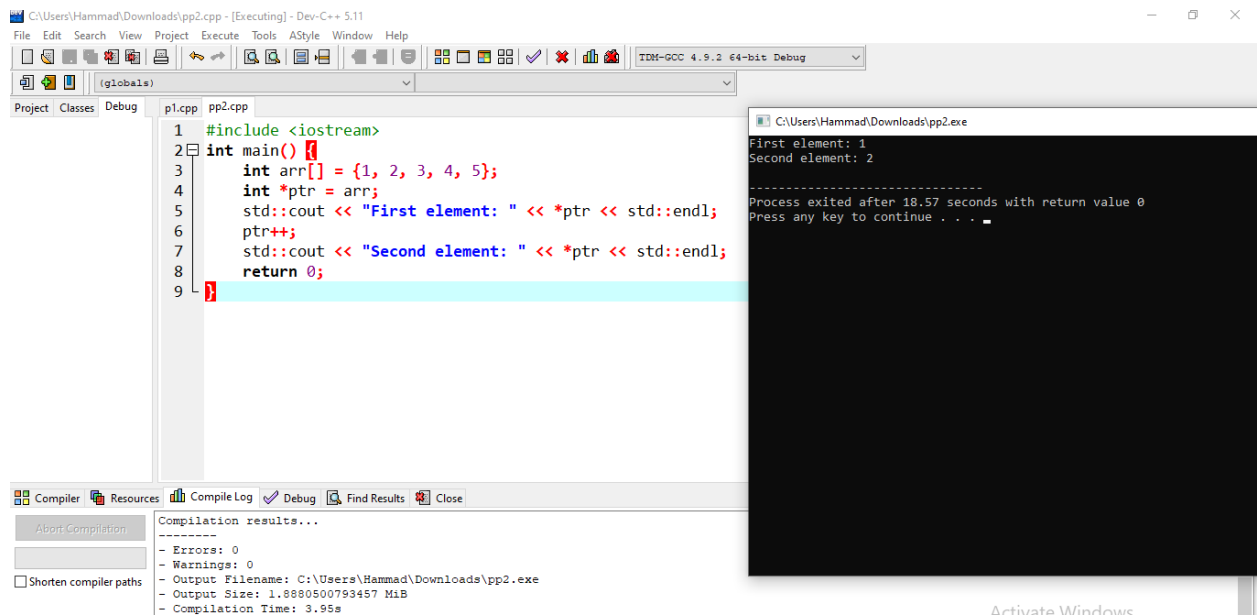 C:\Users\Hammad\Downloads\pp2.cpp - [Executing] - Dev-C++ 5.11
File Edit Search View Project Execute Tools AStyle Window Help
TDM-GCC 4.9.2 64-bit Debug
(globals)
Project Classes Debug p1.cpp pp2.cpp
1 #include <iostream>
2 int main() {
3 int arr[] = {1, 2, 3, 4, 5};
4 int *ptr = arr;
5 std::cout << "First element: " << *ptr << std::endl;
6 ptr++;
7 std::cout << "Second element: " << *ptr << std::endl;
8 return 0;
9 }
C:\Users\Hammad\Downloads\pp2.exe
First element: 1
Second element: 2
--------------------------------
Process exited after 18.57 seconds with return value 0
Press any key to continue . . .
Compiler Resources Compile Log Debug Find Results Close
Abort Compilation
Shorten compiler paths
Compilation results...
--------
- Errors: 0
- Warnings: 0
- Output Filename: C:\Users\Hammad\Downloads\pp2.exe
- Output Size: 1.8880500793457 MiB
- Compilation Time: 3.95s
Activate Windows